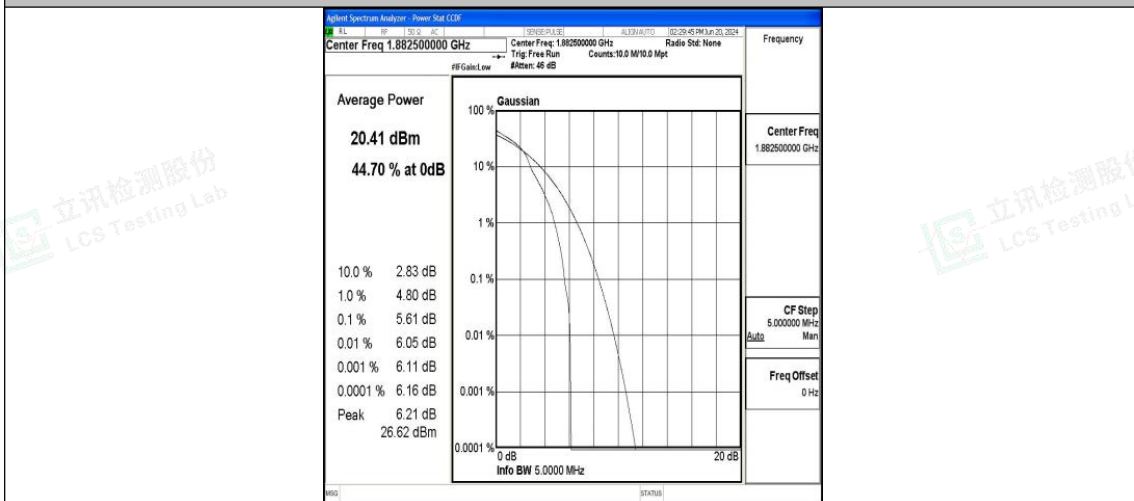 Agilent Spectrum Analyzer - Power Stat CCDF
RL RF 50 Ω AC SENSE:PULSE ALIGNAUTO 02:29:45 PM Jun 20, 2024
Center Freq 1.882500000 GHz
Center Freq: 1.882500000 GHz Radio Std: None
Trig: Free Run Counts:10.0 M/10.0 Mpt
#IFGain:Low #Atten: 46 dB
Frequency
Average Power
20.41 dBm
44.70 % at 0dB
10.0 % 2.83 dB
1.0 % 4.80 dB
0.1 % 5.61 dB
0.01 % 6.05 dB
0.001 % 6.11 dB
0.0001 % 6.16 dB
Peak 6.21 dB
26.62 dBm
Gaussian
100 %
10 %
1 %
0.1 %
0.01 %
0.001 %
0.0001 %
0 dB 20 dB
Info BW 5.0000 MHz
Center Freq
1.882500000 GHz
CF Step
5.000000 MHz
Auto Man
Freq Offset
0 Hz
MSG STATUS
立讯检测股份
LCS Testing Lab
立讯检测股份
LCS Testing L